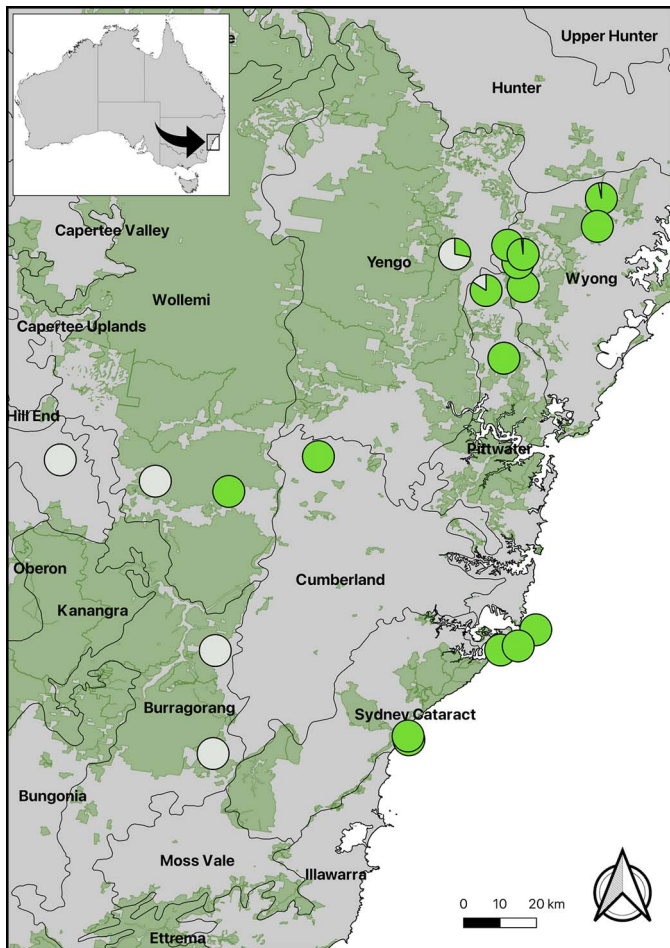 Upper Hunter
Hunter
Capertee Valley
Yengo
Wyong
Wollemi
Capertee Uplands
Hill End
Pittwater
Oberon
Cumberland
Kanangra
Burragorang
Sydney Cataract
Bungonia
Moss Vale
Illawarra
0 10 20 km
Ettrema